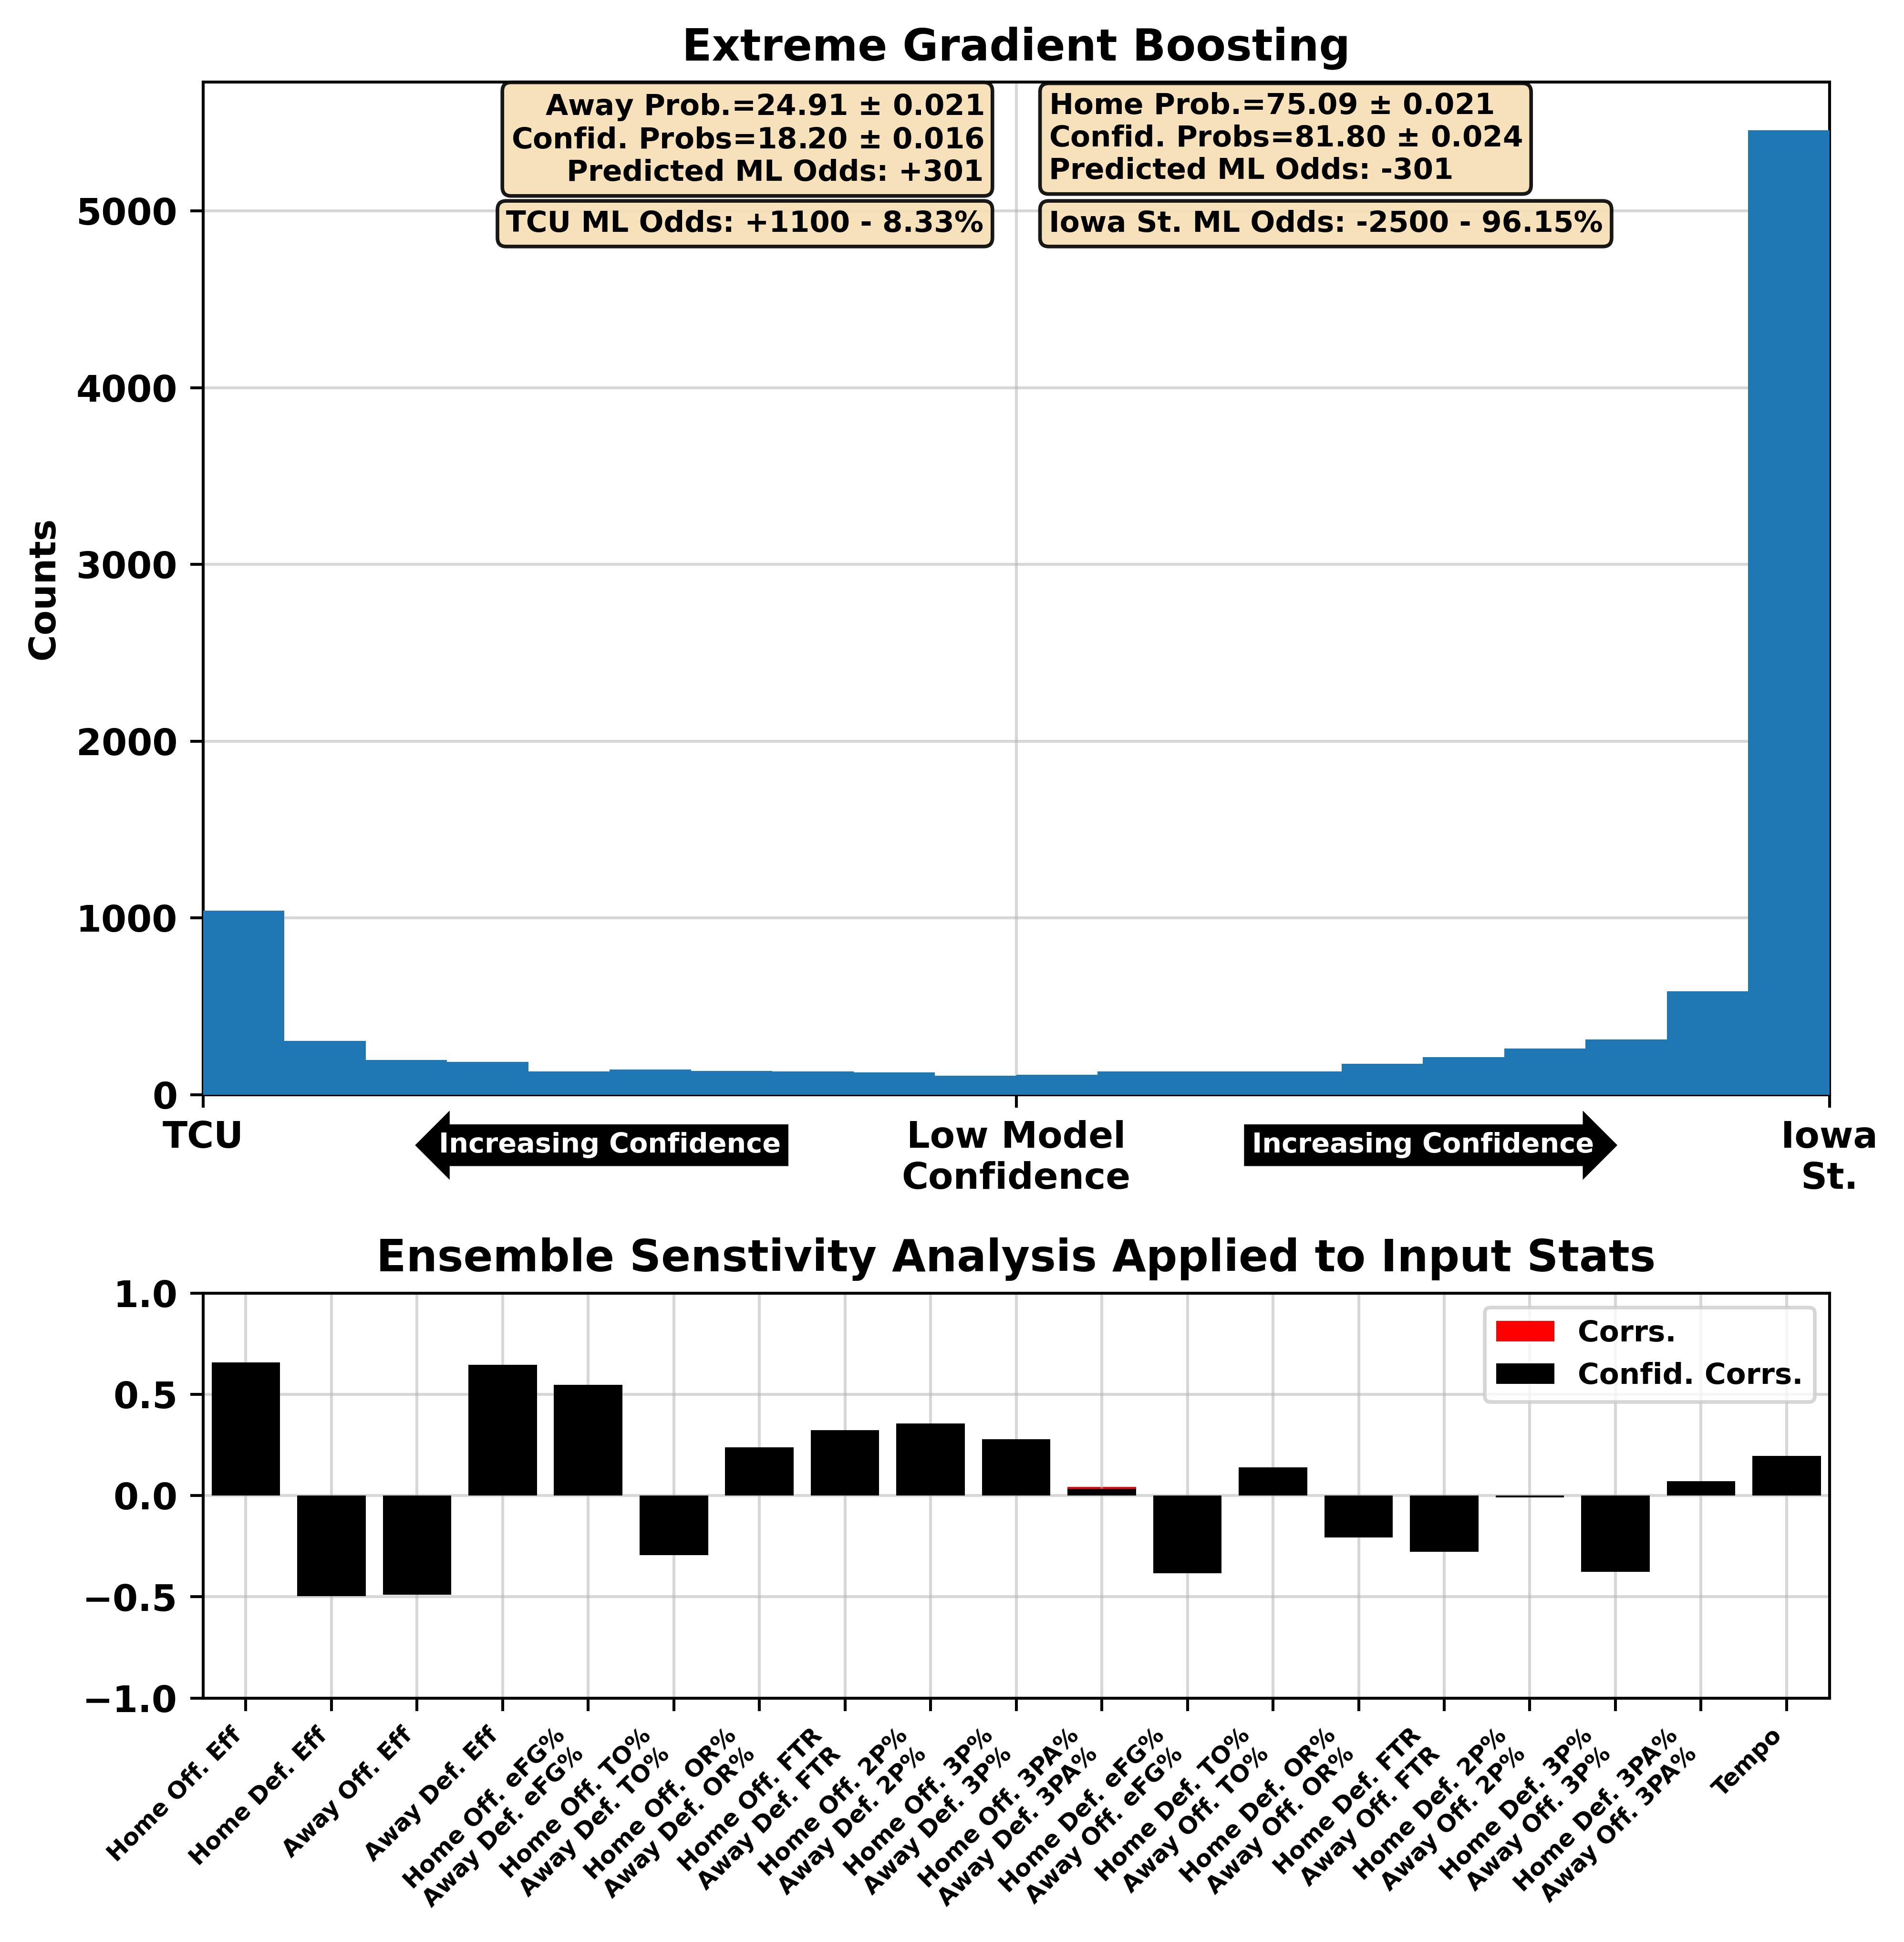 Extreme Gradient Boosting
Away Prob.=24.91 ± 0.021
Confid. Probs=18.20 ± 0.016
Predicted ML Odds: +301
Home Prob.=75.09 ± 0.021
Confid. Probs=81.80 ± 0.024
Predicted ML Odds: -301
TCU ML Odds: +1100 - 8.33%
Iowa St. ML Odds: -2500 - 96.15%
Counts
5000
4000
3000
2000
1000
0
TCU
Increasing Confidence
Low Model
Confidence
Increasing Confidence
Iowa
St.
Ensemble Senstivity Analysis Applied to Input Stats
1.0
0.5
0.0
−0.5
−1.0
Corrs.
Confid. Corrs.
Home Off. Eff
Home Def. Eff
Away Off. Eff
Away Def. Eff
Home Off. eFG%
Away Def. eFG%
Home Off. TO%
Away Def. TO%
Home Off. OR%
Away Def. OR%
Home Off. FTR
Away Def. FTR
Home Off. 2P%
Away Def. 2P%
Home Off. 3P%
Away Def. 3P%
Home Off. 3PA%
Away Def. 3PA%
Home Def. eFG%
Away Off. eFG%
Home Def. TO%
Away Off. TO%
Home Def. OR%
Away Off. OR%
Home Def. FTR
Away Off. FTR
Home Def. 2P%
Away Off. 2P%
Home Def. 3P%
Away Off. 3P%
Home Def. 3PA%
Away Off. 3PA%
Tempo